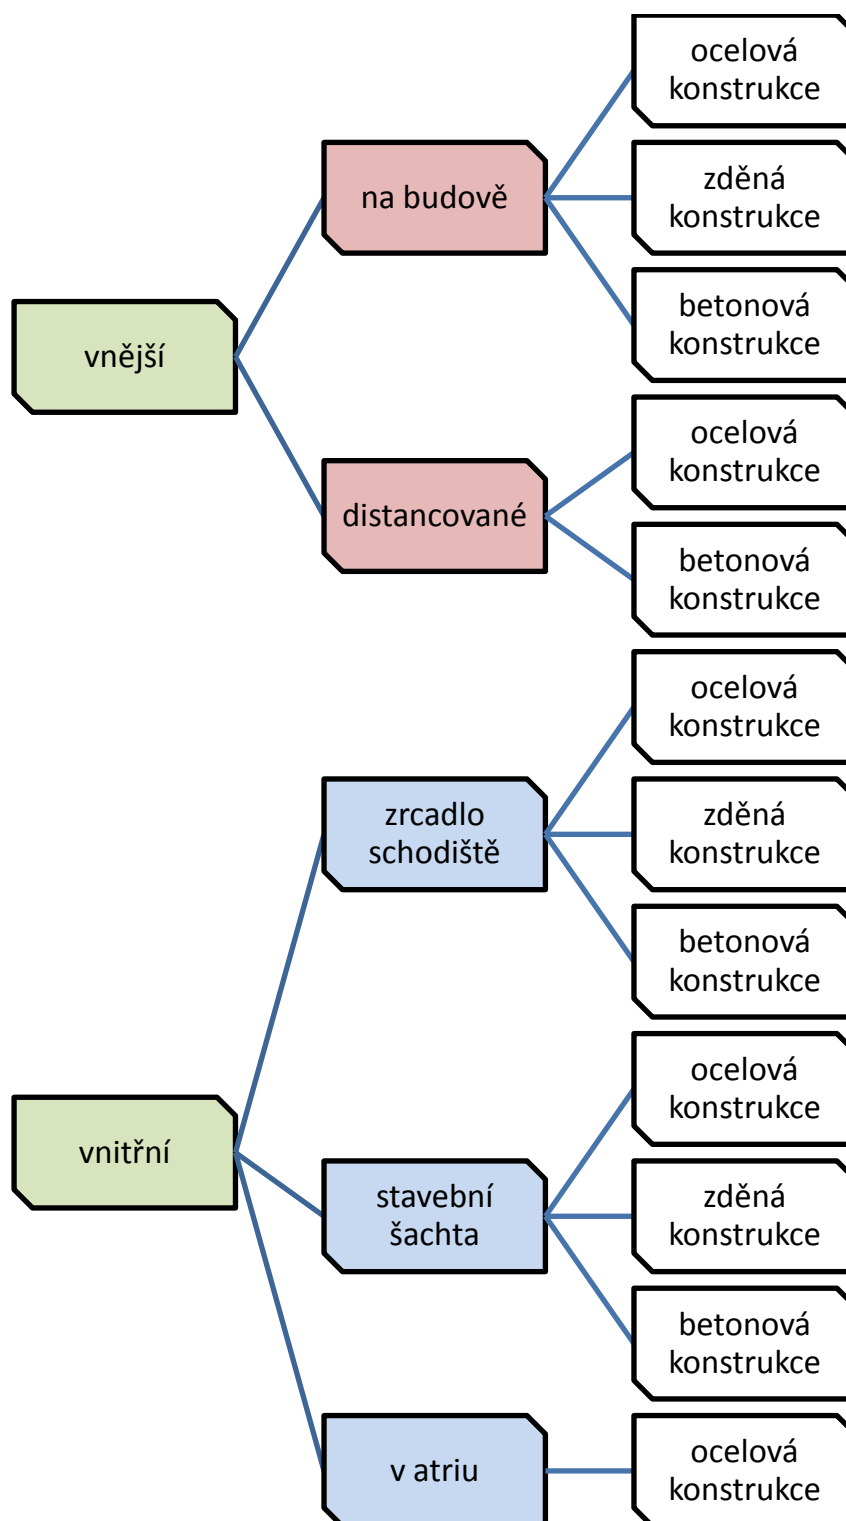 vnější
na budově
ocelová
konstrukce
zděná
konstrukce
betonová
konstrukce
distancované
ocelová
konstrukce
betonová
konstrukce
vnitřní
zrcadlo
schodiště
ocelová
konstrukce
zděná
konstrukce
betonová
konstrukce
stavební
šachta
ocelová
konstrukce
zděná
konstrukce
betonová
konstrukce
v atriu
ocelová
konstrukce